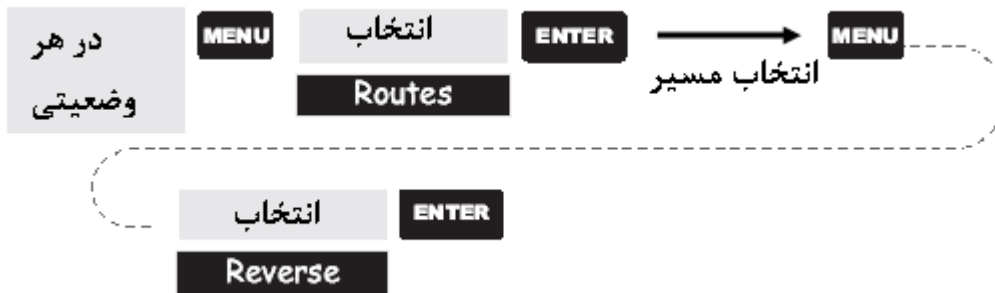 در هر
وضعیتی
MENU
انتخاب
Routes
ENTER
انتخاب مسیر
MENU
انتخاب
Reverse
ENTER